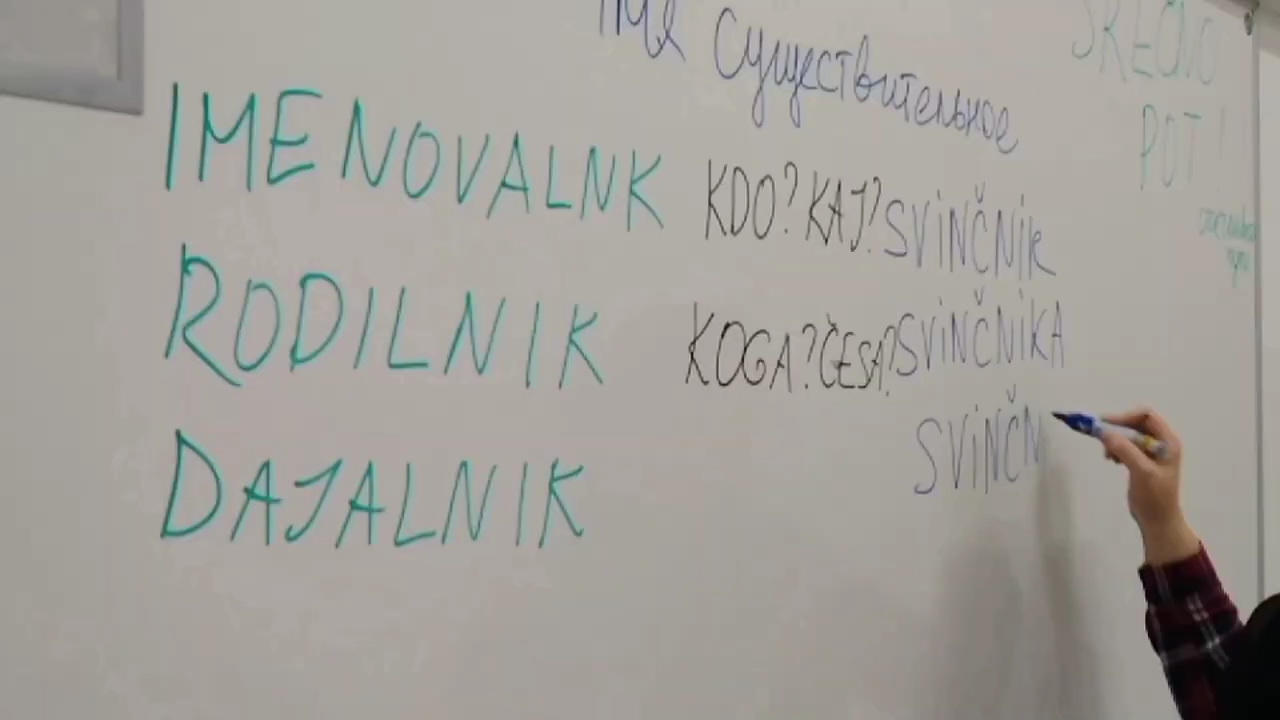 Имя Существительное
SREČNO
POT!
IMENOVALNK KDO? KAJ? SVINČNIK
RODILNIK KOGA? ČESA? SVINČNIKA
DAJALNIK SVINČN